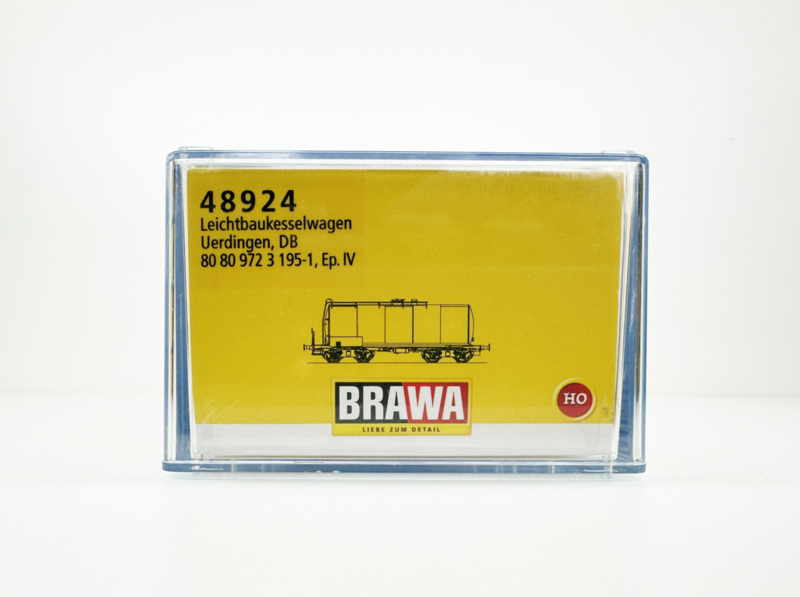 48924
Leichtbaukesselwagen
Uerdingen, DB
80 80 972 3 195-1, Ep. IV
BRAWA
LIEBE ZUM DETAIL
HO